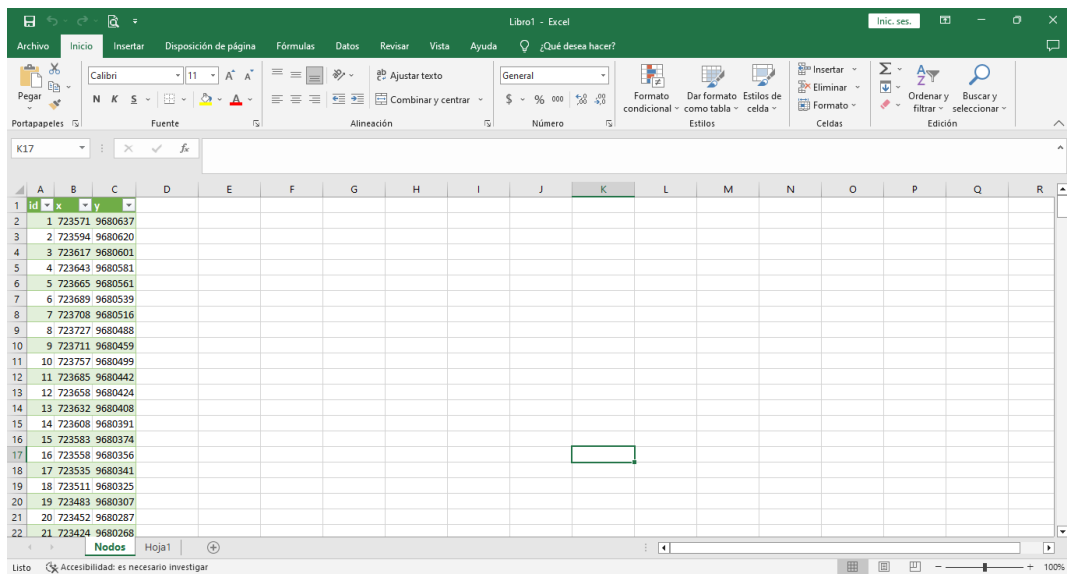 Libro1 - Excel
Inic. ses.
Archivo Inicio Insertar Disposición de página Fórmulas Datos Revisar Vista Ayuda ¿Qué desea hacer?
Pegar
Portapapeles
Calibri 11
N K S
Fuente
Ajustar texto
Combinar y centrar
Alineación
General
$ % 000
Número
Formato condicional
Dar formato como tabla
Estilos de celda
Estilos
Insertar
Eliminar
Formato
Celdas
Ordenar y filtrar
Buscar y seleccionar
Edición
K17 fx
A B C D E F G H I J K L M N O P Q R
1 id x y
2 1 723571 9680637
3 2 723594 9680620
4 3 723617 9680601
5 4 723643 9680581
6 5 723665 9680561
7 6 723689 9680539
8 7 723708 9680516
9 8 723727 9680488
10 9 723711 9680459
11 10 723757 9680499
12 11 723685 9680442
13 12 723658 9680424
14 13 723632 9680408
15 14 723608 9680391
16 15 723583 9680374
17 16 723558 9680356
18 17 723535 9680341
19 18 723511 9680325
20 19 723483 9680307
21 20 723452 9680287
22 21 723424 9680268
Nodos Hoja1
Listo Accesibilidad: es necesario investigar 100%